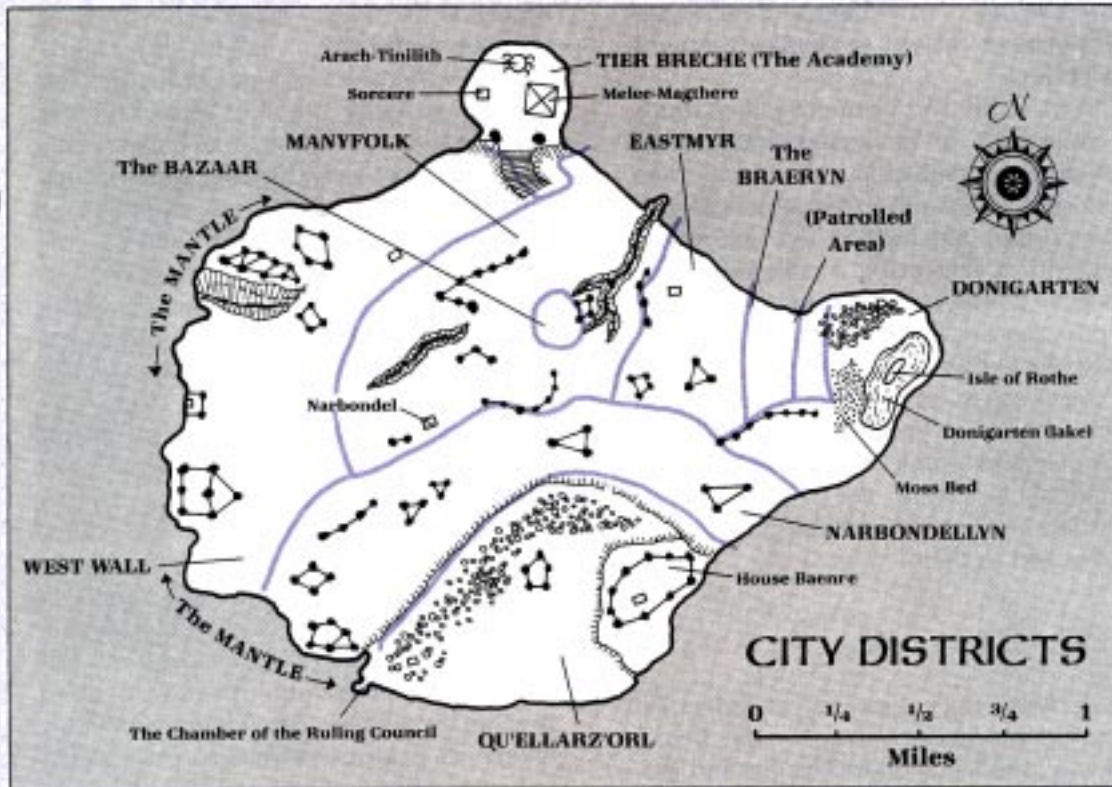 Arach-Tinilith
TIER BRECHE (The Academy)
Sorcere
Melee-Magthere
MANYFOLK
EASTMYR
N
The BAZAAR
The
BRAERYN
(Patrolled
Area)
The MANTLE
DONIGARTEN
Isle of Rothe
Narbondel
Donigarten (lake)
Moss Bed
NARBONDELLYN
WEST WALL
House Baenre
The MANTLE
CITY DISTRICTS
0 1/4 1/2 3/4 1
Miles
The Chamber of the Ruling Council
QU'ELLARZ'ORL